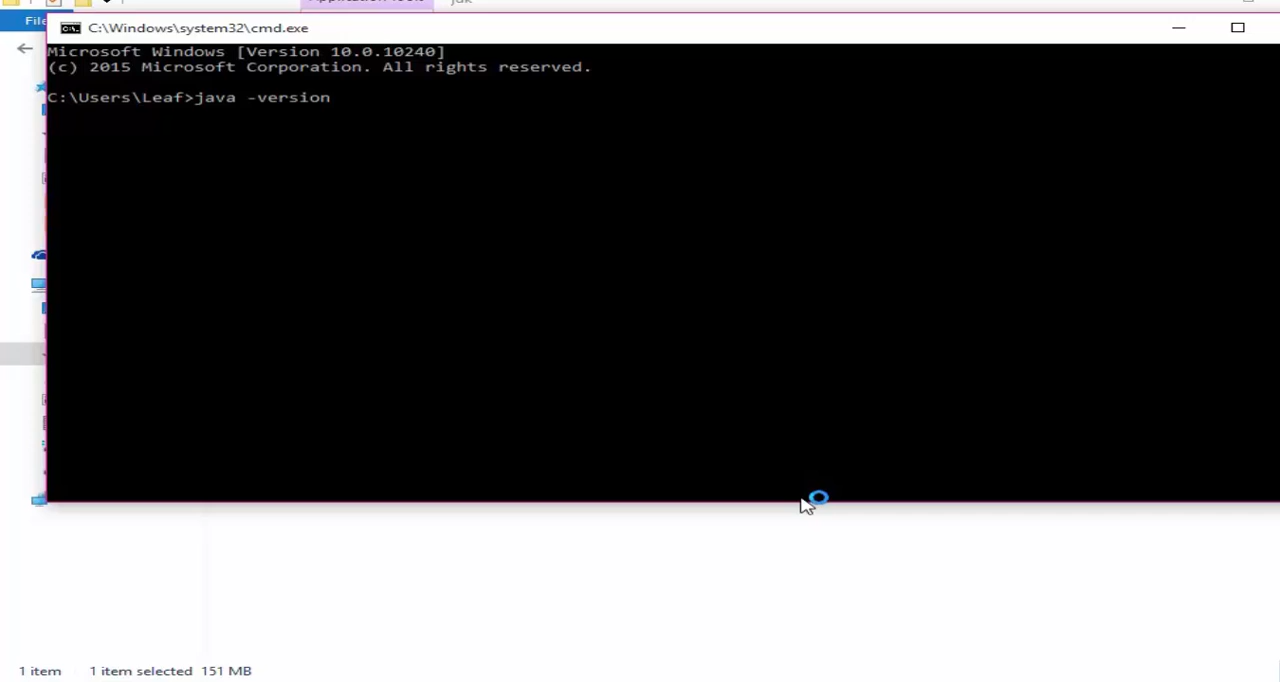 File
C:\Windows\system32\cmd.exe
Microsoft Windows [Version 10.0.10240]
(c) 2015 Microsoft Corporation. All rights reserved.
C:\Users\Leaf>java -version
1 item 1 item selected 151 MB